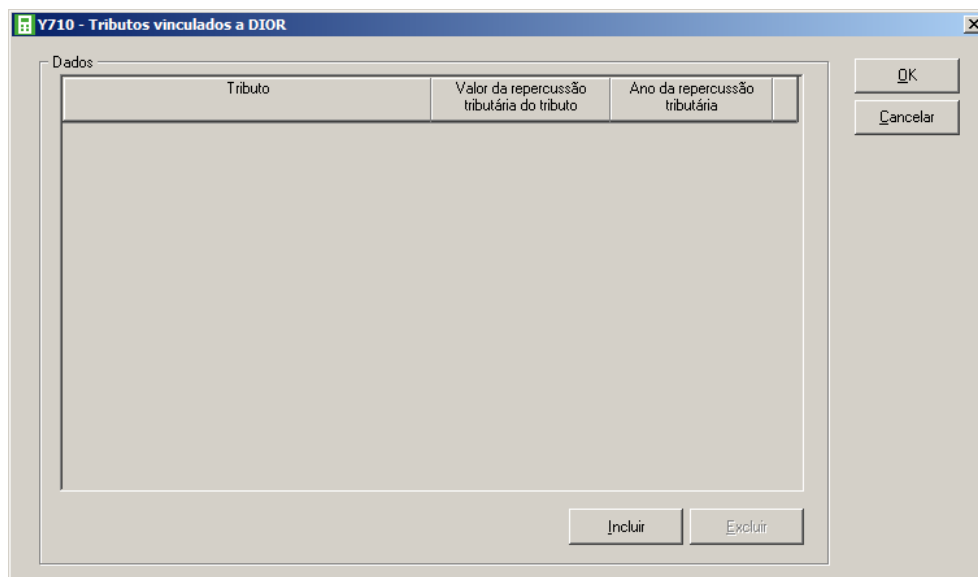 Y710 - Tributos vinculados a DIOR
Dados
Tributo
Valor da repercussão
tributária do tributo
Ano da repercussão
tributária
OK
Cancelar
Incluir
Excluir